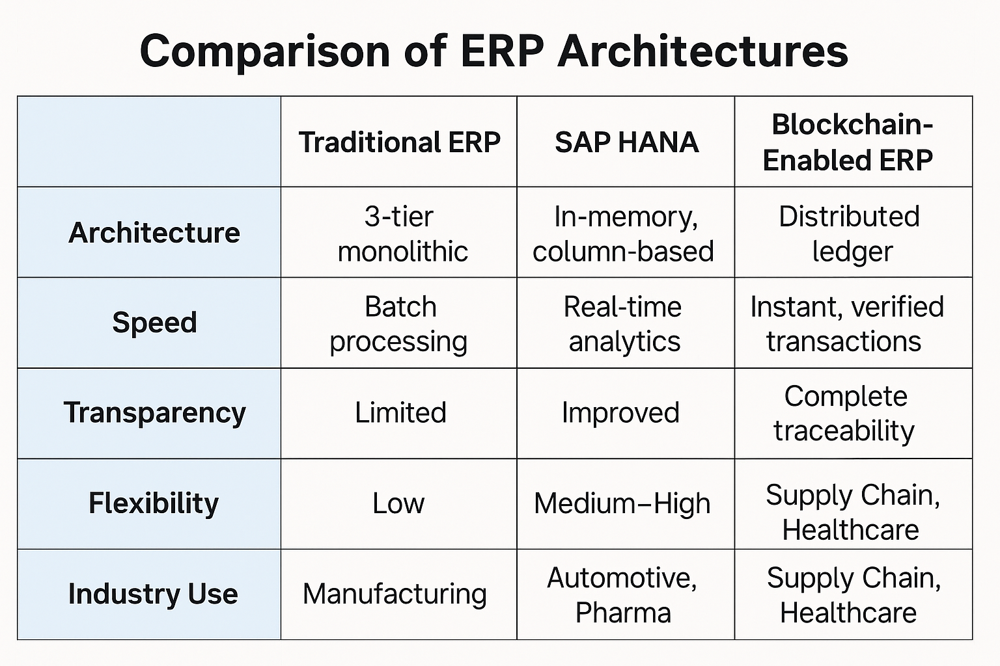 Comparison of ERP Architectures
Traditional ERP
SAP HANA
Blockchain-
Enabled ERP
Architecture
3-tier
monolithic
In-memory,
column-based
Distributed
ledger
Speed
Batch
processing
Real-time
analytics
Instant, verified
transactions
Transparency
Limited
Improved
Complete
traceability
Flexibility
Low
Medium–High
Supply Chain,
Healthcare
Industry Use
Manufacturing
Automotive,
Pharma
Supply Chain,
Healthcare